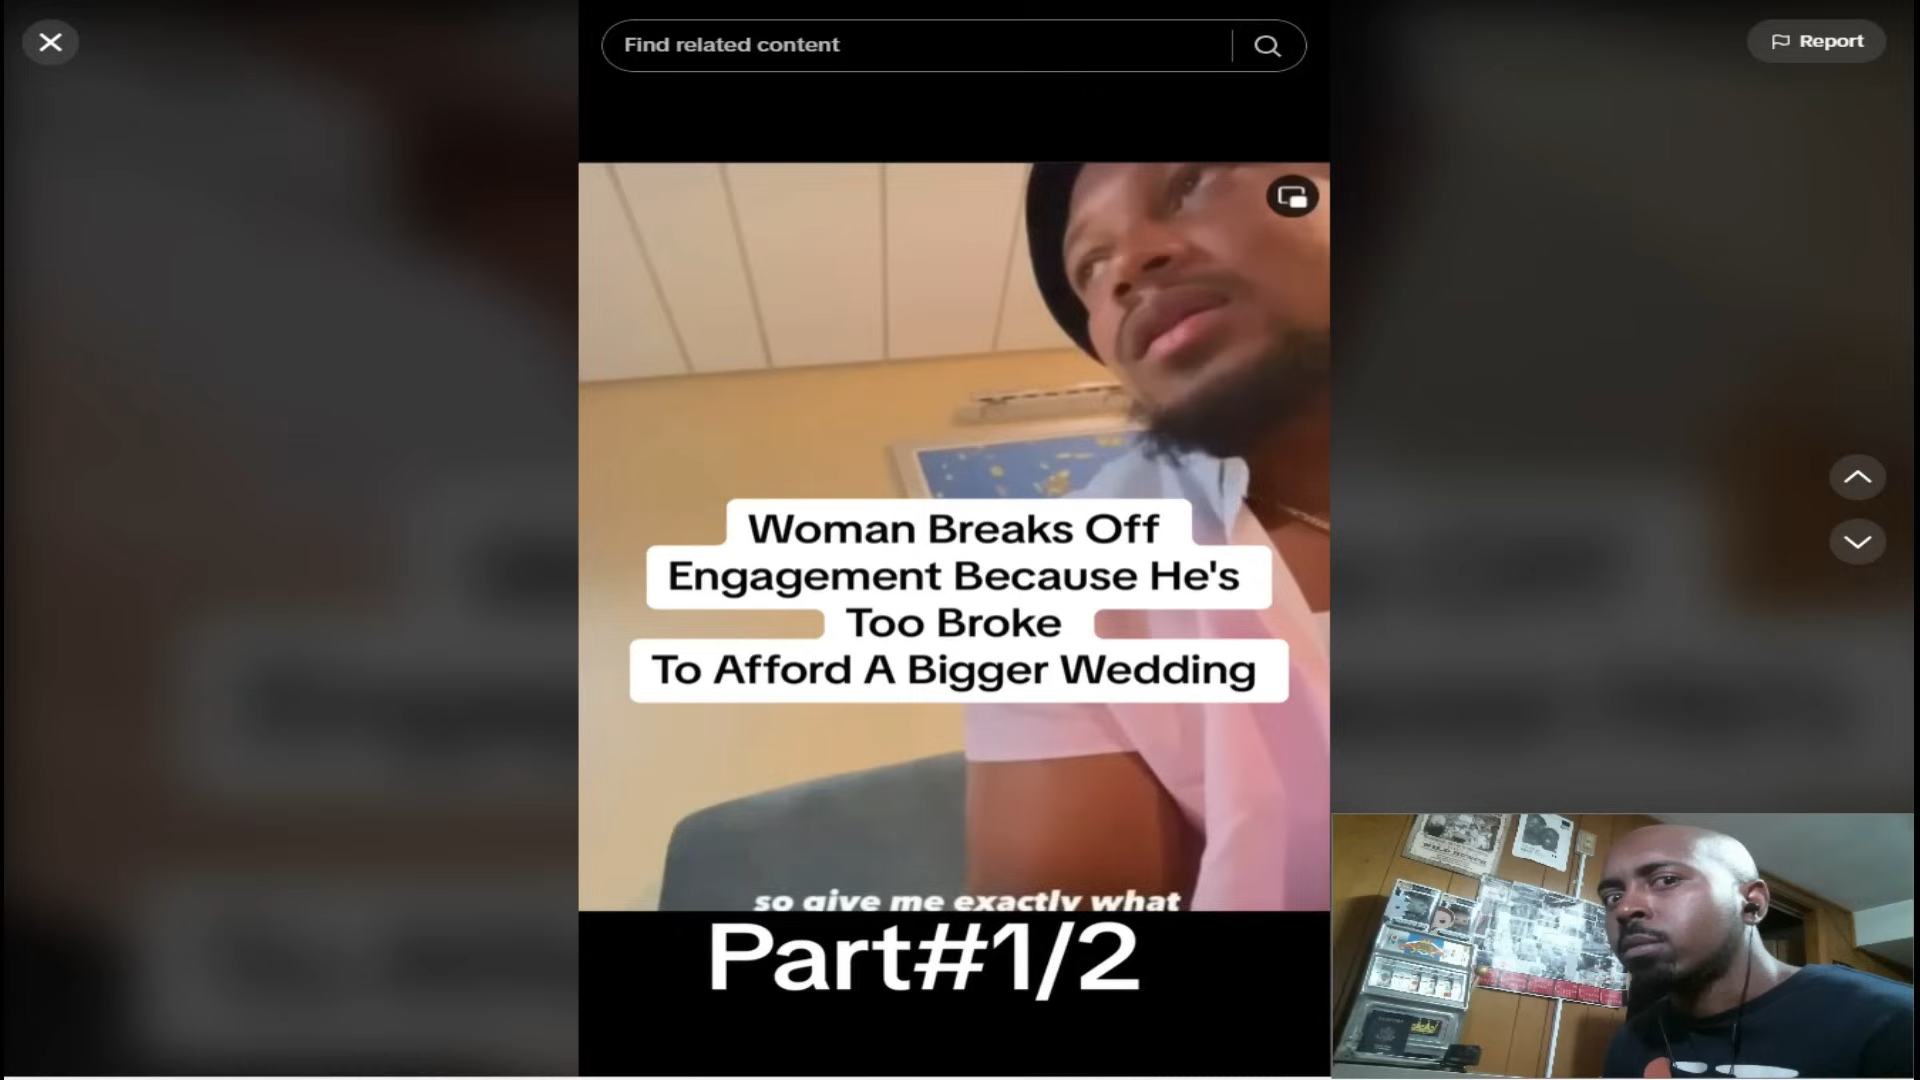 Find related content
Report
Woman Breaks Off
Engagement Because He's
Too Broke
To Afford A Bigger Wedding
so give me exactly what
Part#1/2